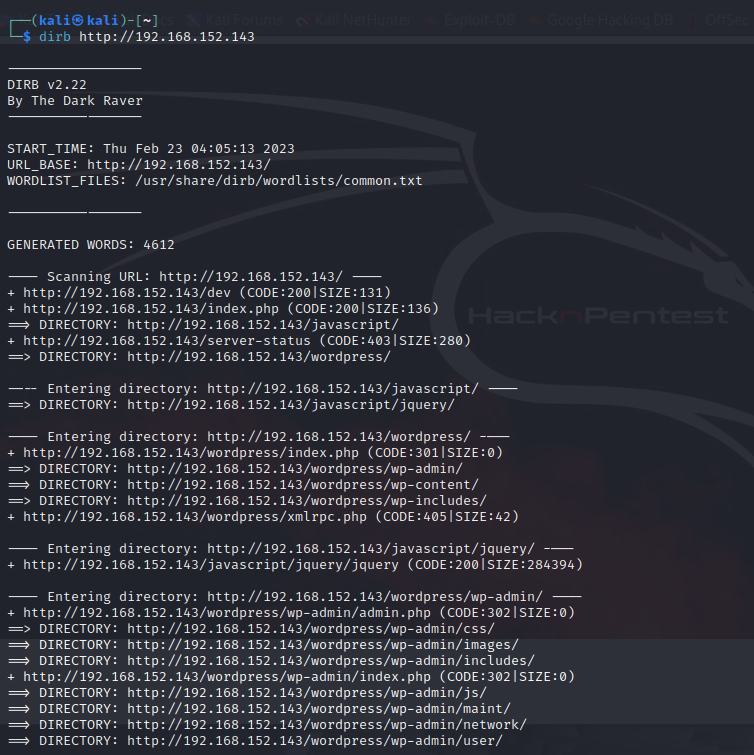 Kali Forums Kali NetHunter Exploit-DB Google Hacking DB OffSec
┌──(kali㉿kali)-[~]
└─$ dirb http://192.168.152.143
-----------------
DIRB v2.22
By The Dark Raver
-----------------
START_TIME: Thu Feb 23 04:05:13 2023
URL_BASE: http://192.168.152.143/
WORDLIST_FILES: /usr/share/dirb/wordlists/common.txt
-----------------
GENERATED WORDS: 4612
---- Scanning URL: http://192.168.152.143/ ----
+ http://192.168.152.143/dev (CODE:200|SIZE:131)
+ http://192.168.152.143/index.php (CODE:200|SIZE:136)
==> DIRECTORY: http://192.168.152.143/javascript/
HacknPentest
+ http://192.168.152.143/server-status (CODE:403|SIZE:280)
==> DIRECTORY: http://192.168.152.143/wordpress/
---- Entering directory: http://192.168.152.143/javascript/ ----
==> DIRECTORY: http://192.168.152.143/javascript/jquery/
---- Entering directory: http://192.168.152.143/wordpress/ ----
+ http://192.168.152.143/wordpress/index.php (CODE:301|SIZE:0)
==> DIRECTORY: http://192.168.152.143/wordpress/wp-admin/
==> DIRECTORY: http://192.168.152.143/wordpress/wp-content/
==> DIRECTORY: http://192.168.152.143/wordpress/wp-includes/
+ http://192.168.152.143/wordpress/xmlrpc.php (CODE:405|SIZE:42)
---- Entering directory: http://192.168.152.143/javascript/jquery/ ----
+ http://192.168.152.143/javascript/jquery/jquery (CODE:200|SIZE:284394)
---- Entering directory: http://192.168.152.143/wordpress/wp-admin/ ----
+ http://192.168.152.143/wordpress/wp-admin/admin.php (CODE:302|SIZE:0)
==> DIRECTORY: http://192.168.152.143/wordpress/wp-admin/css/
==> DIRECTORY: http://192.168.152.143/wordpress/wp-admin/images/
==> DIRECTORY: http://192.168.152.143/wordpress/wp-admin/includes/
+ http://192.168.152.143/wordpress/wp-admin/index.php (CODE:302|SIZE:0)
==> DIRECTORY: http://192.168.152.143/wordpress/wp-admin/js/
==> DIRECTORY: http://192.168.152.143/wordpress/wp-admin/maint/
==> DIRECTORY: http://192.168.152.143/wordpress/wp-admin/network/
==> DIRECTORY: http://192.168.152.143/wordpress/wp-admin/user/